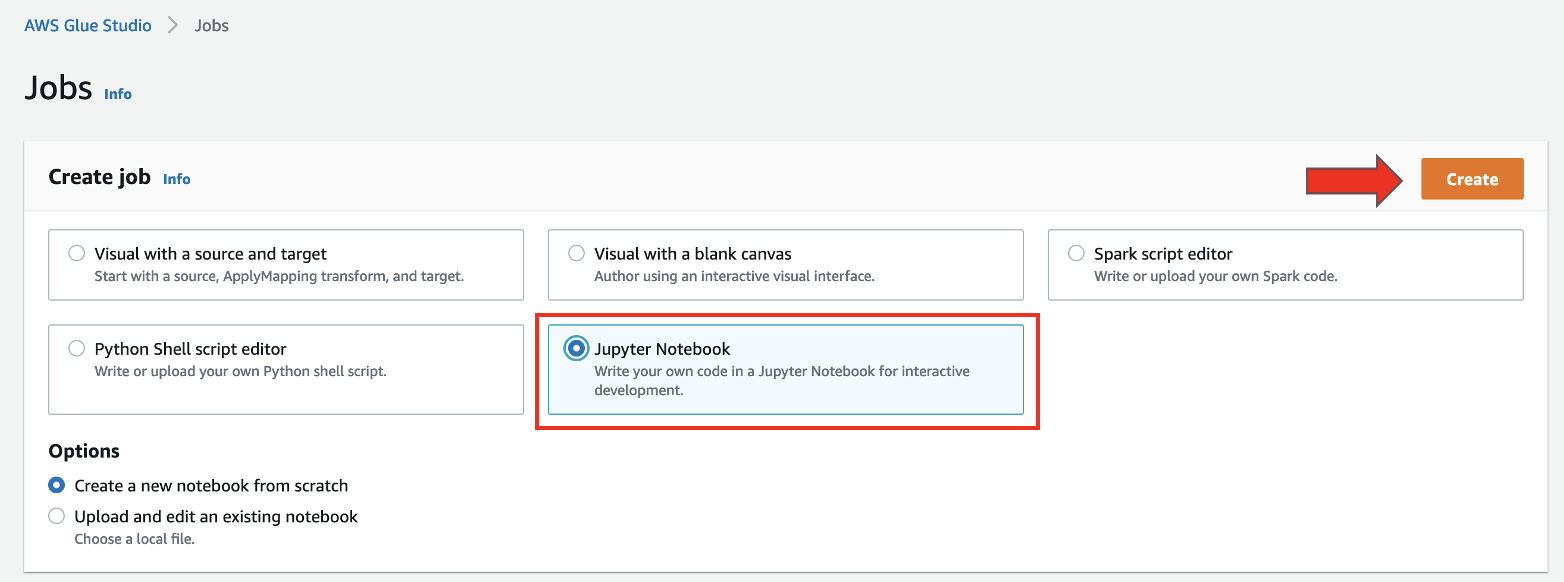 AWS Glue Studio > Jobs
Jobs Info
Create job Info
Create
Visual with a source and target
Start with a source, ApplyMapping transform, and target.
Visual with a blank canvas
Author using an interactive visual interface.
Spark script editor
Write or upload your own Spark code.
Python Shell script editor
Write or upload your own Python shell script.
Jupyter Notebook
Write your own code in a Jupyter Notebook for interactive
development.
Options
Create a new notebook from scratch
Upload and edit an existing notebook
Choose a local file.